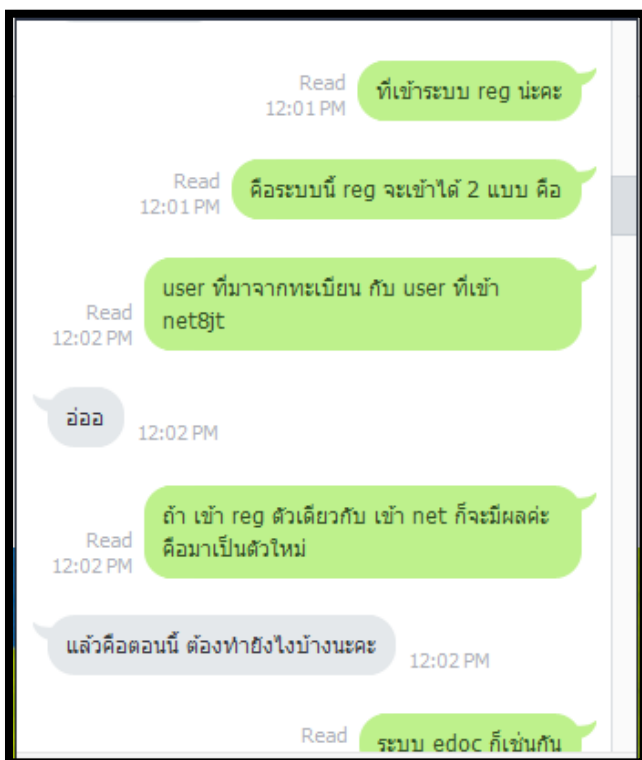 Read
12:01 PM
ที่เข้าระบบ reg น่ะคะ
Read
12:01 PM
คือระบบนี้ reg จะเข้าได้ 2 แบบ คือ
user ที่มาจากทะเบียน กับ user ที่เข้า
net8jt
Read
12:02 PM
อ่ออ
12:02 PM
ถ้า เข้า reg ตัวเดียวกับ เข้า net ก็จะมีผลค่ะ
คือมาเป็นตัวใหม่
Read
12:02 PM
แล้วคือตอนนี้ ต้องทำยังไงบ้างนะคะ
12:02 PM
Read
ระบบ edoc ก็เช่นกัน